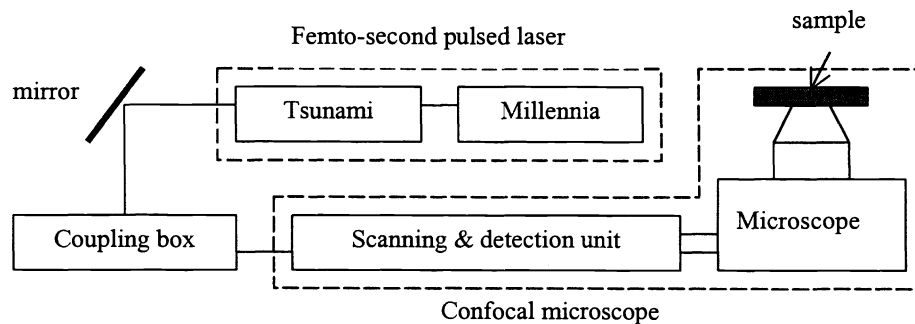 sample
Femto-second pulsed laser
mirror
Tsunami
Millennia
Microscope
Coupling box
Scanning & detection unit
Confocal microscope